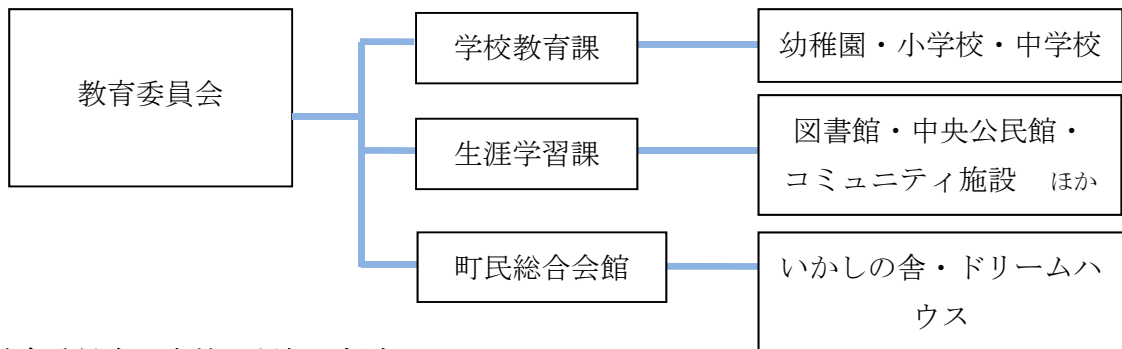 教育委員会
学校教育課
幼稚園・小学校・中学校
生涯学習課
図書館・中央公民館・
コミュニティ施設　ほか
町民総合会館
いかしの舎・ドリームハ
ウス